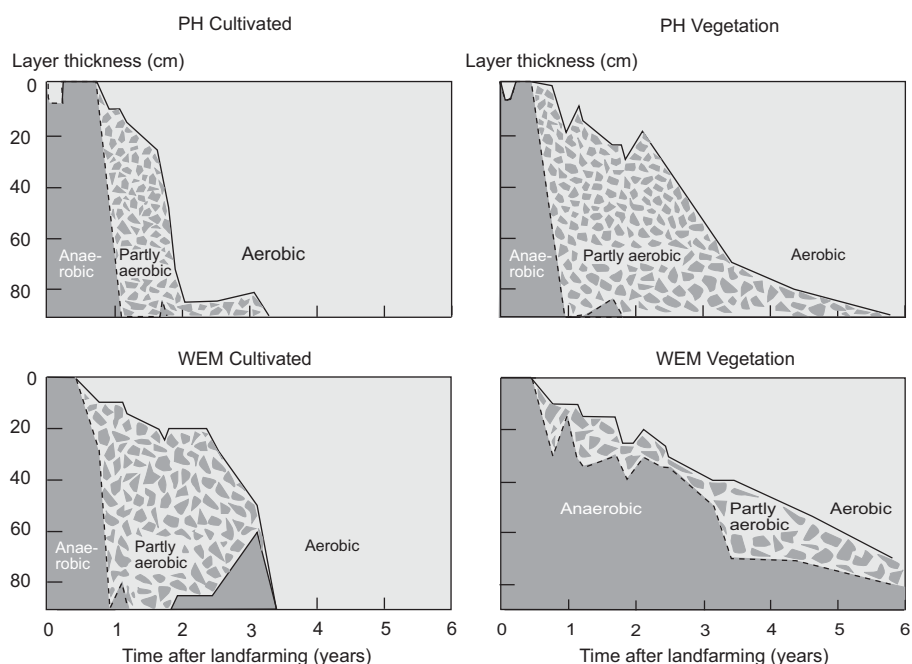 PH Cultivated
Layer thickness (cm)
0
20
40
60
80
Anae-
robic
Partly
aerobic
Aerobic
PH Vegetation
Layer thickness (cm)
Anae-
robic
Partly aerobic
Aerobic
WEM Cultivated
0
20
40
60
80
Anae-
robic
Partly
aerobic
Aerobic
0 1 2 3 4 5 6
Time after landfarming (years)
WEM Vegetation
Anaerobic
Partly
aerobic
Aerobic
0 1 2 3 4 5 6
Time after landfarming (years)